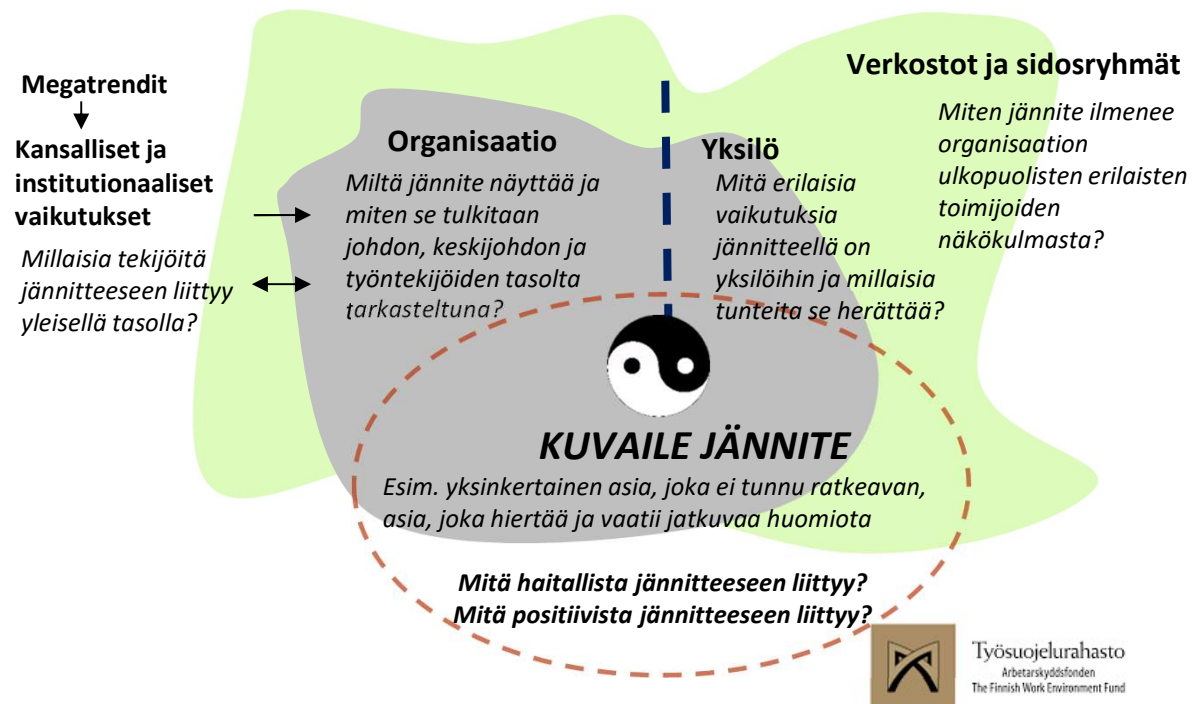 Megatrendit
Kansalliset ja
institutionaaliset
vaikutukset
Millaisia tekijöitä
jännitteeseen liittyy
yleisellä tasolla?
Organisaatio
Miltä jännite näyttää ja
miten se tulkitaan
johdon, keskijohdon ja
työntekijöiden tasolta
tarkasteltuna?
Yksilö
Mitä erilaisia
vaikutuksia
jännitteellä on
yksilöihin ja millaisia
tunteita se herättää?
Verkostot ja sidosryhmät
Miten jännite ilmenee
organisaation
ulkopuolisten erilaisten
toimijoiden
näkökulmasta?
KUVAILE JÄNNITE
Esim. yksinkertainen asia, joka ei tunnu ratkeavan,
asia, joka hiertää ja vaatii jatkuvaa huomiota
Mitä haitallista jännitteeseen liittyy?
Mitä positiivista jännitteeseen liittyy?
Työsuojelurahasto
Arbetarskyddsfonden
The Finnish Work Environment Fund